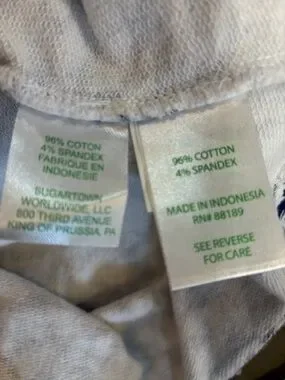 96% COTON
4% SPANDEX
FABRIQUE EN
INDONESIE
SUGARTOWN
WORLDWIDE, LLC
800 THIRD AVENUE
KING OF PRUSSIA, PA
96% COTTON
4% SPANDEX
MADE IN INDONESIA
RN# 88189
SEE REVERSE
FOR CARE